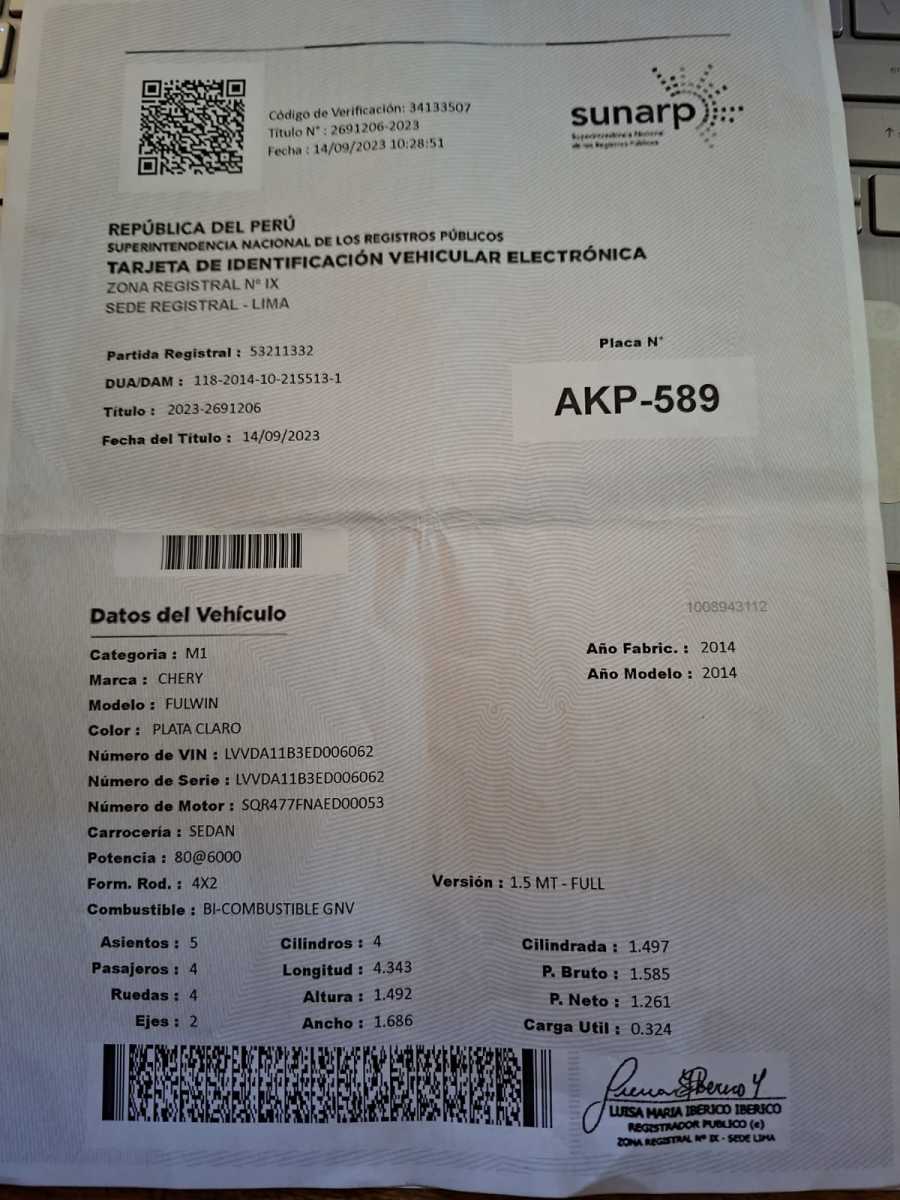 Código de Verificación: 34133507
Título N° : 2691206-2023
Fecha : 14/09/2023 10:28:51
sunarp
Superintendencia Nacional
de los Registros Públicos
REPÚBLICA DEL PERÚ
SUPERINTENDENCIA NACIONAL DE LOS REGISTROS PÚBLICOS
TARJETA DE IDENTIFICACIÓN VEHICULAR ELECTRÓNICA
ZONA REGISTRAL N° IX
SEDE REGISTRAL - LIMA
Partida Registral : 53211332
DUA/DAM : 118-2014-10-215513-1
Título : 2023-2691206
Fecha del Título : 14/09/2023
Placa N°
AKP-589
Datos del Vehículo
1008943112
Categoria : M1
Marca : CHERY
Modelo : FULWIN
Color : PLATA CLARO
Número de VIN : LVVDA11B3ED006062
Número de Serie : LVVDA11B3ED006062
Número de Motor : SQR477FNAED00053
Carrocería : SEDAN
Potencia : 80@6000
Form. Rod. : 4X2
Combustible : BI-COMBUSTIBLE GNV
Año Fabric. : 2014
Año Modelo : 2014
Versión : 1.5 MT - FULL
Asientos : 5 Cilindros : 4 Cilindrada : 1.497
Pasajeros : 4 Longitud : 4.343 P. Bruto : 1.585
Ruedas : 4 Altura : 1.492 P. Neto : 1.261
Ejes : 2 Ancho : 1.686 Carga Util : 0.324
LUISA MARIA IBERICO IBERICO
REGISTRADOR PUBLICO (e)
ZONA REGISTRAL N° IX - SEDE LIMA